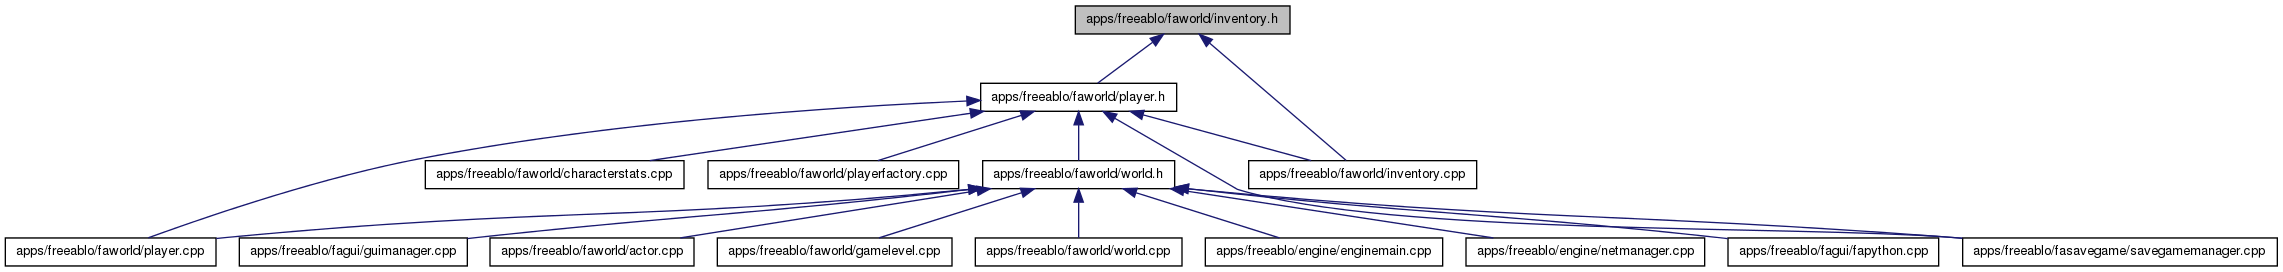 apps/freeablo/faworld/inventory.h
apps/freeablo/faworld/player.h
apps/freeablo/faworld/characterstats.cpp
apps/freeablo/faworld/playerfactory.cpp
apps/freeablo/faworld/world.h
apps/freeablo/faworld/inventory.cpp
apps/freeablo/faworld/player.cpp
apps/freeablo/fagui/guimanager.cpp
apps/freeablo/faworld/actor.cpp
apps/freeablo/faworld/gamelevel.cpp
apps/freeablo/faworld/world.cpp
apps/freeablo/engine/enginemain.cpp
apps/freeablo/engine/netmanager.cpp
apps/freeablo/fagui/fapython.cpp
apps/freeablo/fasavegame/savegamemanager.cpp